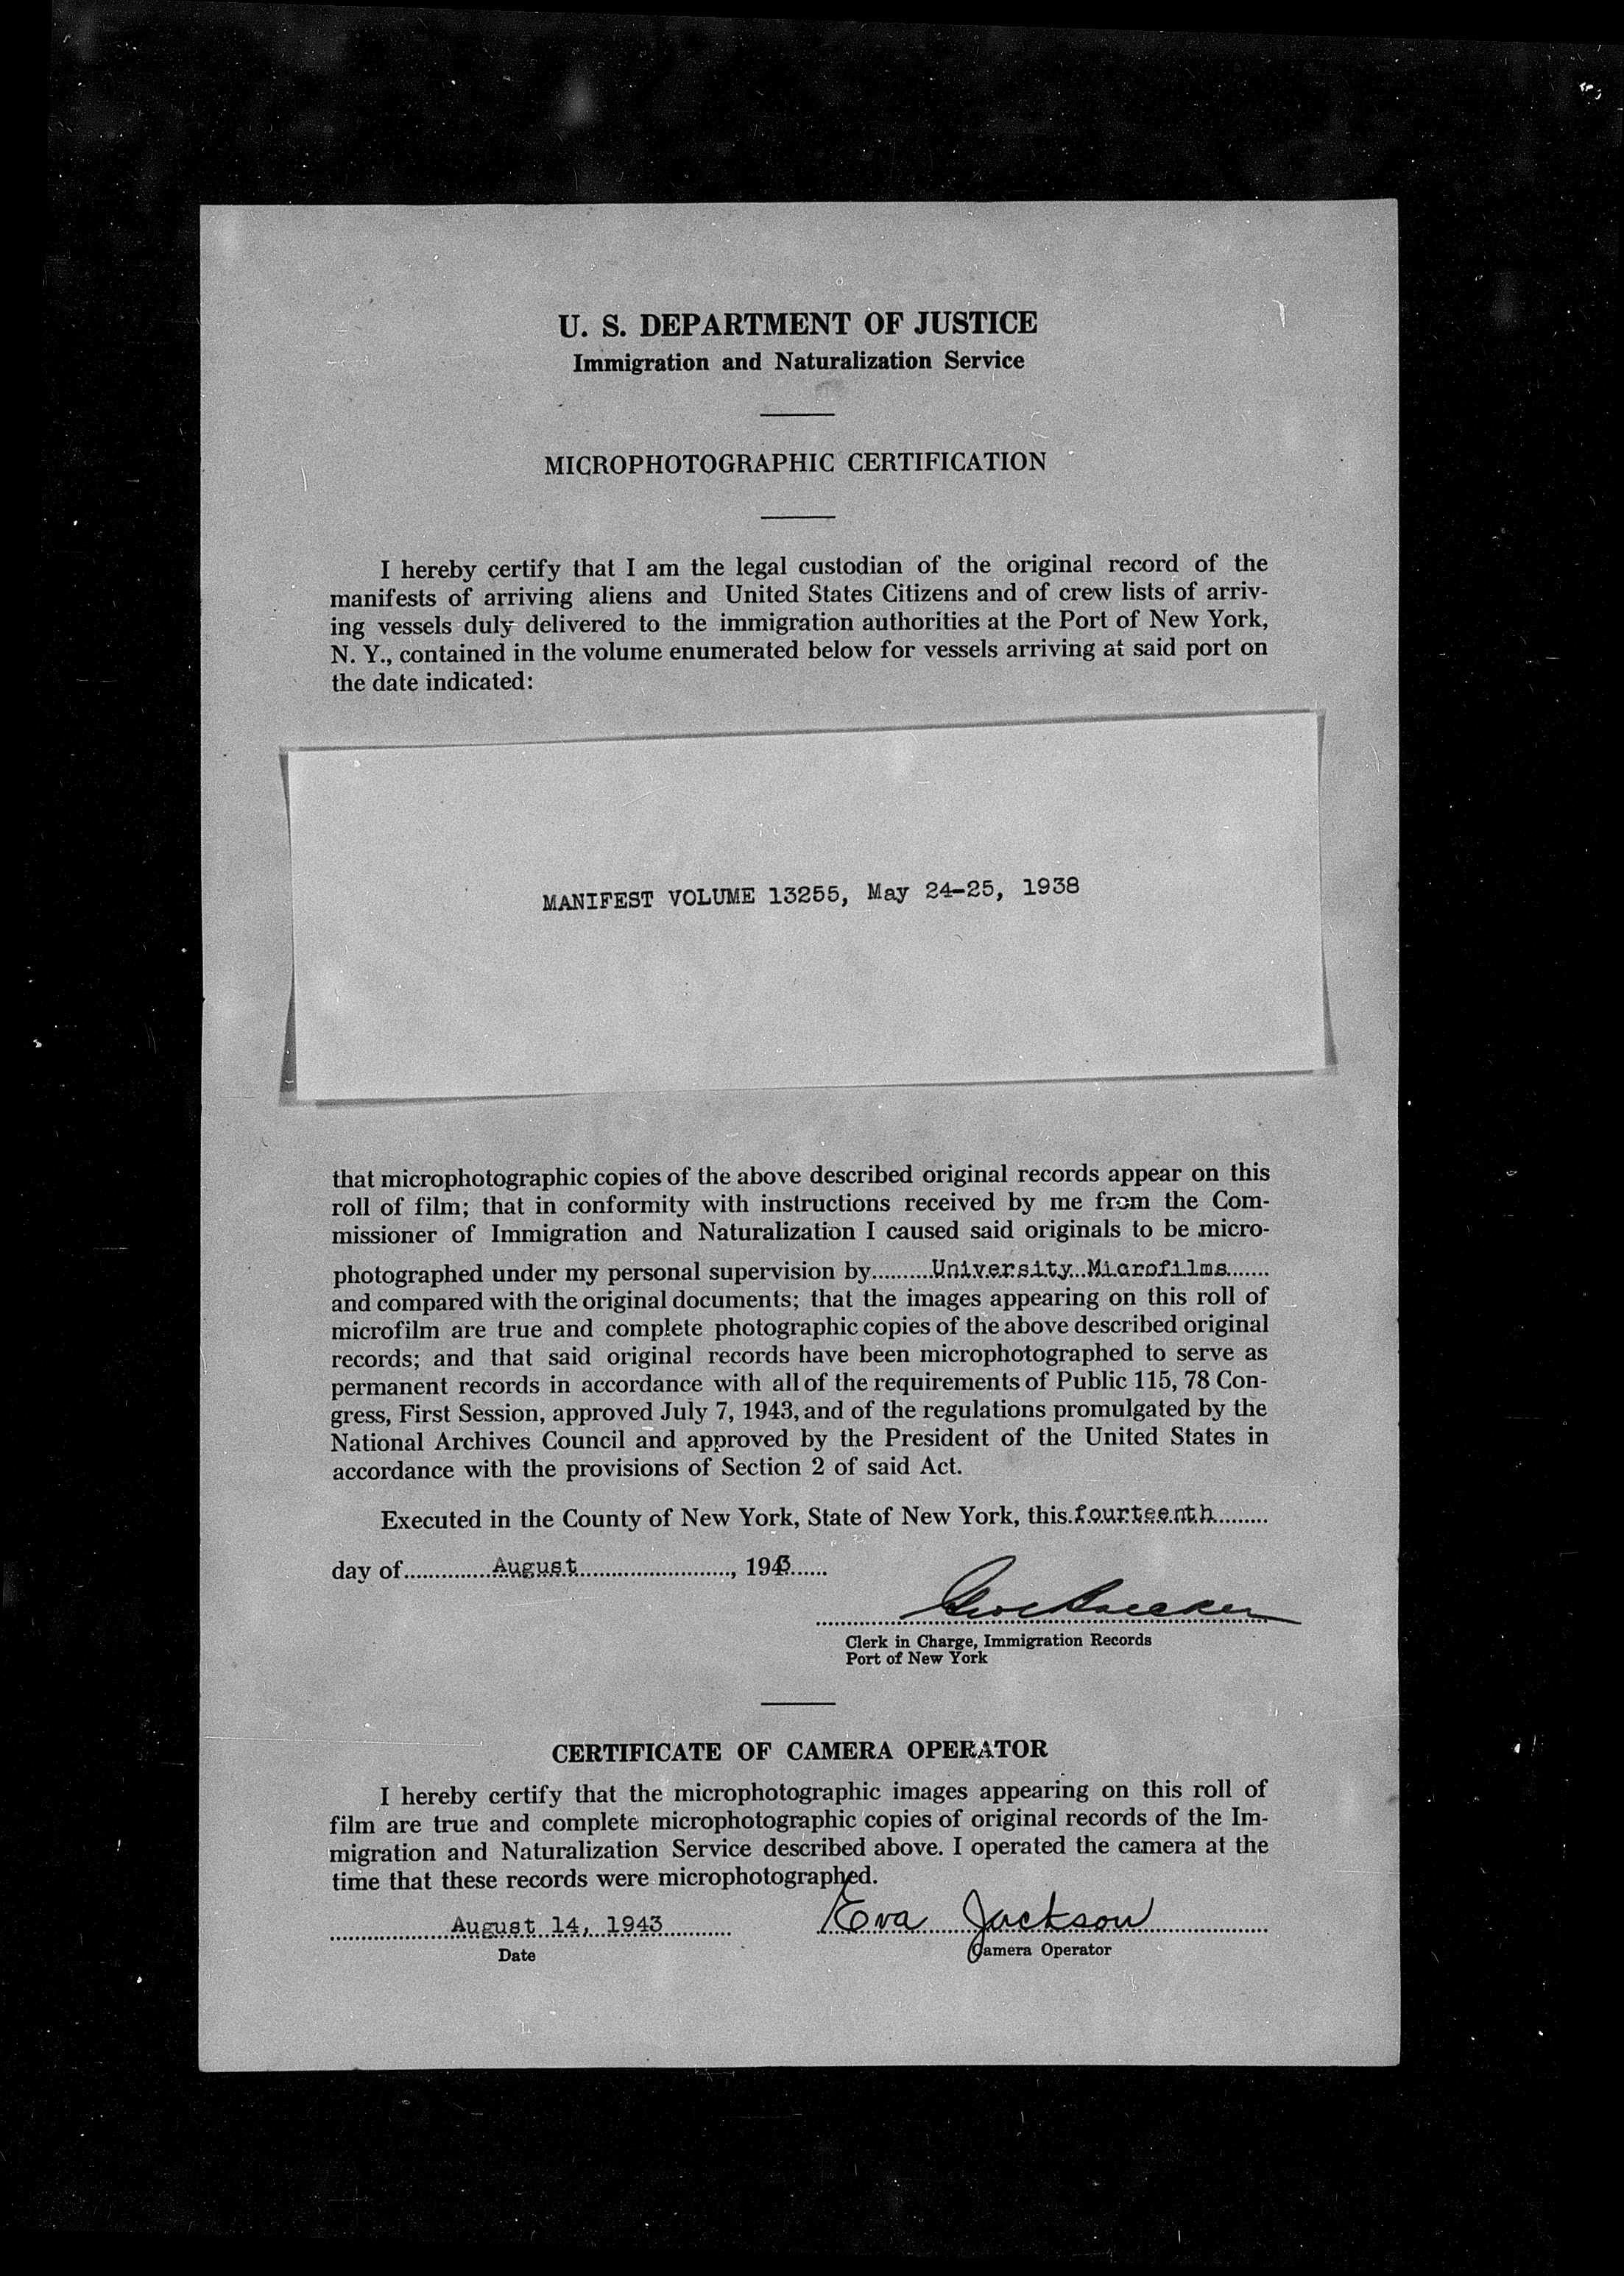 U. S. DEPARTMENT OF JUSTICE
Immigration and Naturalization Service
MICROPHOTOGRAPHIC CERTIFICATION
I hereby certify that I am the legal custodian of the original record of the
manifests of arriving aliens and United States Citizens and of crew lists of arriv-
ing vessels duly delivered to the immigration authorities at the Port of New York,
N. Y., contained in the volume enumerated below for vessels arriving at said port on
the date indicated:
MANIFEST VOLUME 13255, May 24-25, 1938
that microphotographic copies of the above described original records appear on this
roll of film; that in conformity with instructions received by me from the Com-
missioner of Immigration and Naturalization I caused said originals to be micro-
photographed under my personal supervision by..........University Microfilms.......
and compared with the original documents; that the images appearing on this roll of
microfilm are true and complete photographic copies of the above described original
records; and that said original records have been microphotographed to serve as
permanent records in accordance with all of the requirements of Public 115, 78 Con-
gress, First Session, approved July 7, 1943, and of the regulations promulgated by the
National Archives Council and approved by the President of the United States in
accordance with the provisions of Section 2 of said Act.
Executed in the County of New York, State of New York, this fourteenth
day of August, 1943
Clerk in Charge, Immigration Records
Port of New York
CERTIFICATE OF CAMERA OPERATOR
I hereby certify that the microphotographic images appearing on this roll of
film are true and complete microphotographic copies of original records of the Im-
migration and Naturalization Service described above. I operated the camera at the
time that these records were microphotographed.
August 14, 1943 Eva Jackson
Date Camera Operator